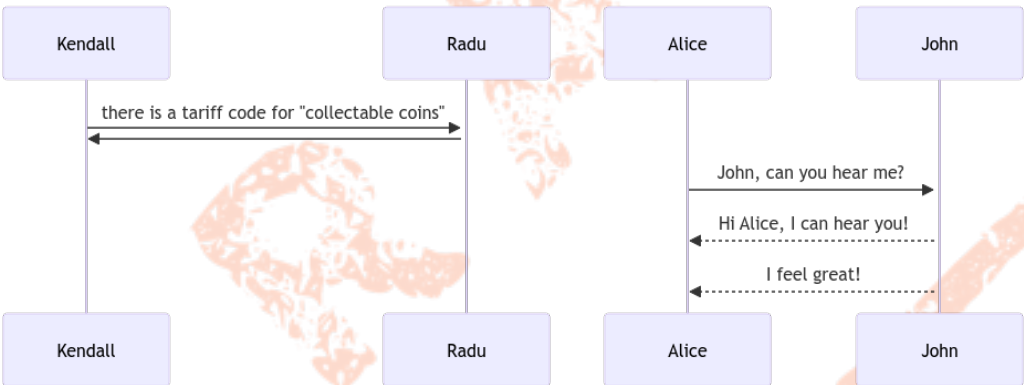 Kendall
Radu
Alice
John
there is a tariff code for "collectable coins"
John, can you hear me?
Hi Alice, I can hear you!
I feel great!
Kendall
Radu
Alice
John